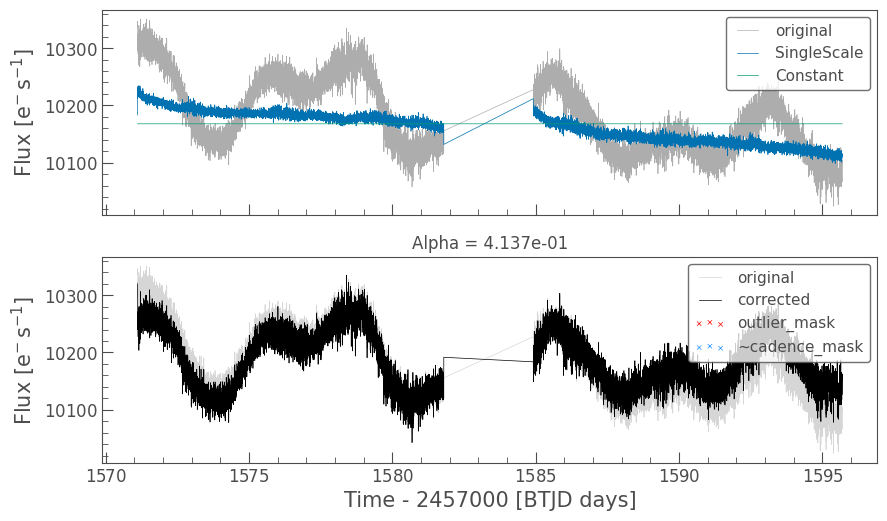 10300
10200
10100
Flux [e⁻ s⁻¹]
original
SingleScale
Constant
Alpha = 4.137e-01
10300
10200
10100
Flux [e⁻ s⁻¹]
original
corrected
outlier_mask
~cadence_mask
1570 1575 1580 1585 1590 1595
Time - 2457000 [BTJD days]